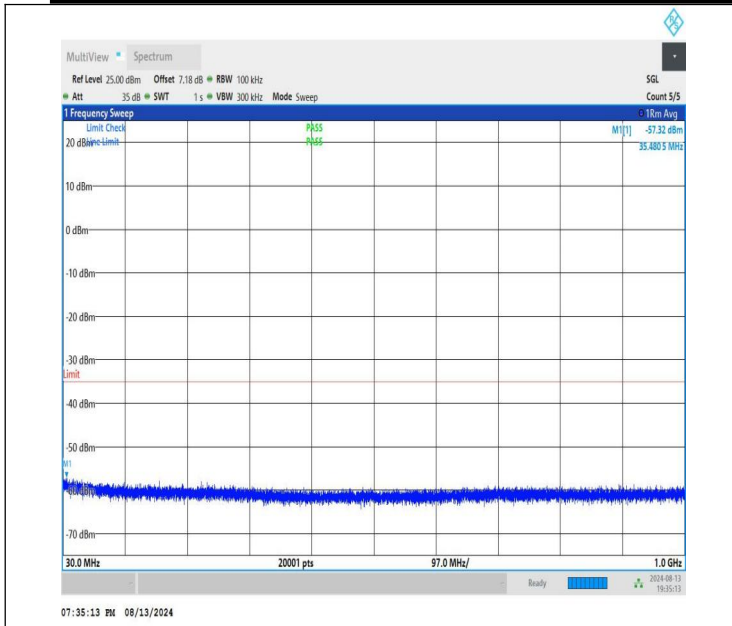 MultiView Spectrum
Ref Level 25.00 dBm Offset 7.18 dB RBW 100 kHz SGL
Att 35 dB SWT 1 s VBW 300 kHz Mode Sweep Count 5/5
1 Frequency Sweep 1Rm Avg
Limit Check PASS M1[1] -57.32 dBm
20 dBm Line Limit PASS 35.480 5 MHz
10 dBm
0 dBm
-10 dBm
-20 dBm
-30 dBm
Limit
-40 dBm
-50 dBm
M1
-70 dBm
30.0 MHz 20001 pts 97.0 MHz/ 1.0 GHz
Ready 2024-08-13
19:35:13
07:35:13 PM 08/13/2024